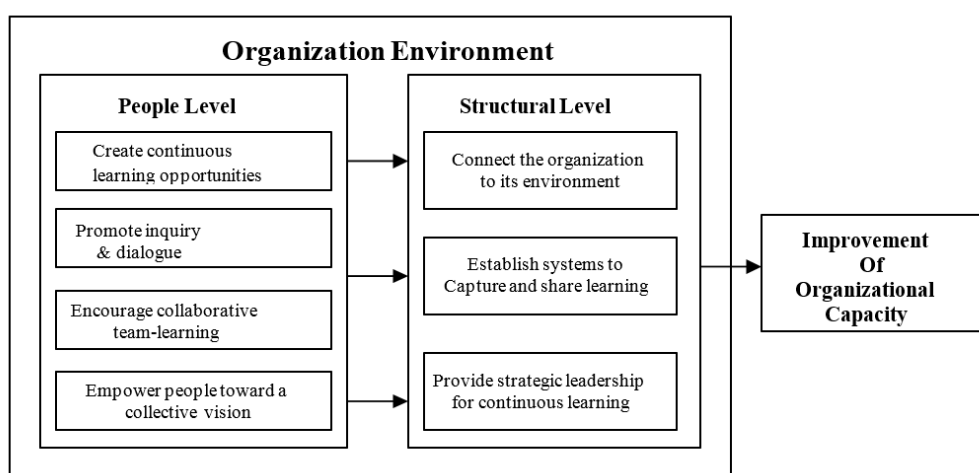 Organization Environment
People Level
Create continuous
learning opportunities
Promote inquiry
& dialogue
Encourage collaborative
team-learning
Empower people toward a
collective vision
Structural Level
Connect the organization
to its environment
Establish systems to
Capture and share learning
Provide strategic leadership
for continuous learning
Improvement
Of
Organizational
Capacity